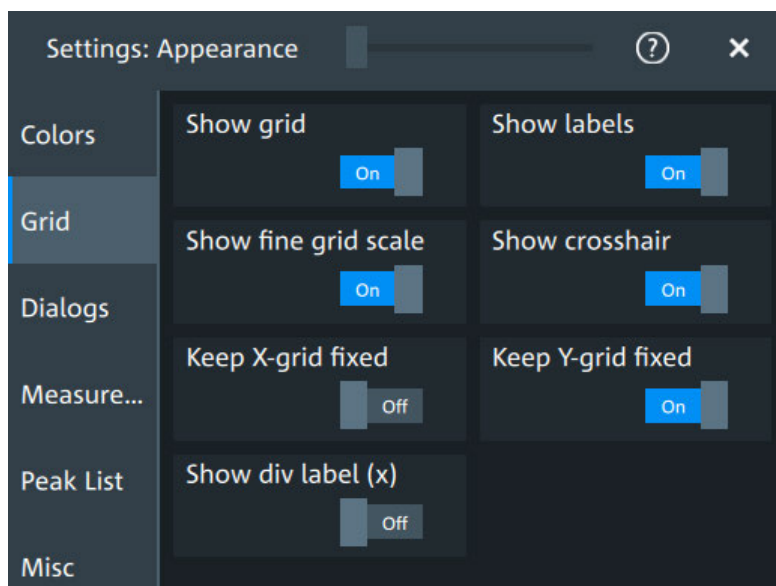 Settings: Appearance ? ×
Colors
Grid
Dialogs
Measure...
Peak List
Misc
Show grid
On
Show labels
On
Show fine grid scale
On
Show crosshair
On
Keep X-grid fixed
Off
Keep Y-grid fixed
On
Show div label (x)
Off